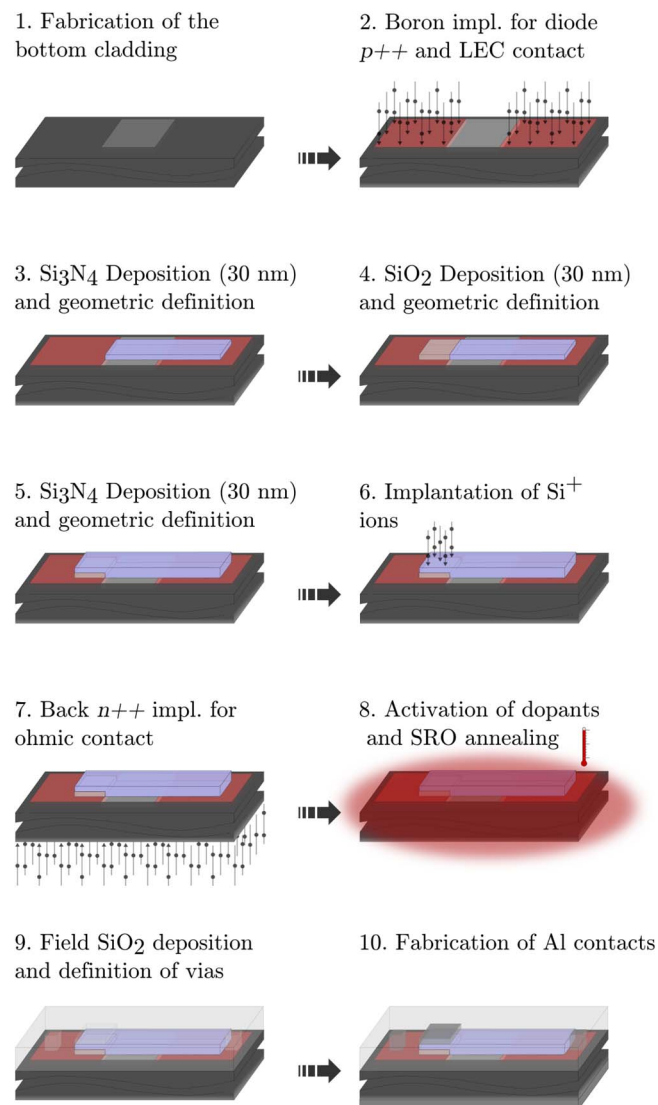 1. Fabrication of the
bottom cladding
2. Boron impl. for diode
p++ and LEC contact
3. Si₃N₄ Deposition (30 nm)
and geometric definition
4. SiO₂ Deposition (30 nm)
and geometric definition
5. Si₃N₄ Deposition (30 nm)
and geometric definition
6. Implantation of Si⁺
ions
7. Back n++ impl. for
ohmic contact
8. Activation of dopants
and SRO annealing
9. Field SiO₂ deposition
and definition of vias
10. Fabrication of Al contacts